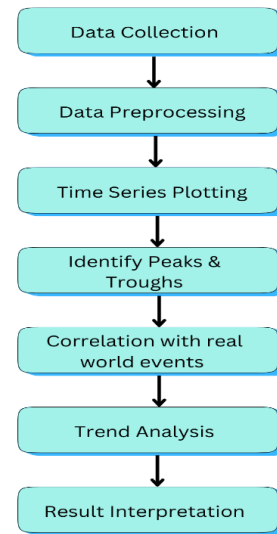 Data Collection
Data Preprocessing
Time Series Plotting
Identify Peaks &
Troughs
Correlation with real
world events
Trend Analysis
Result Interpretation